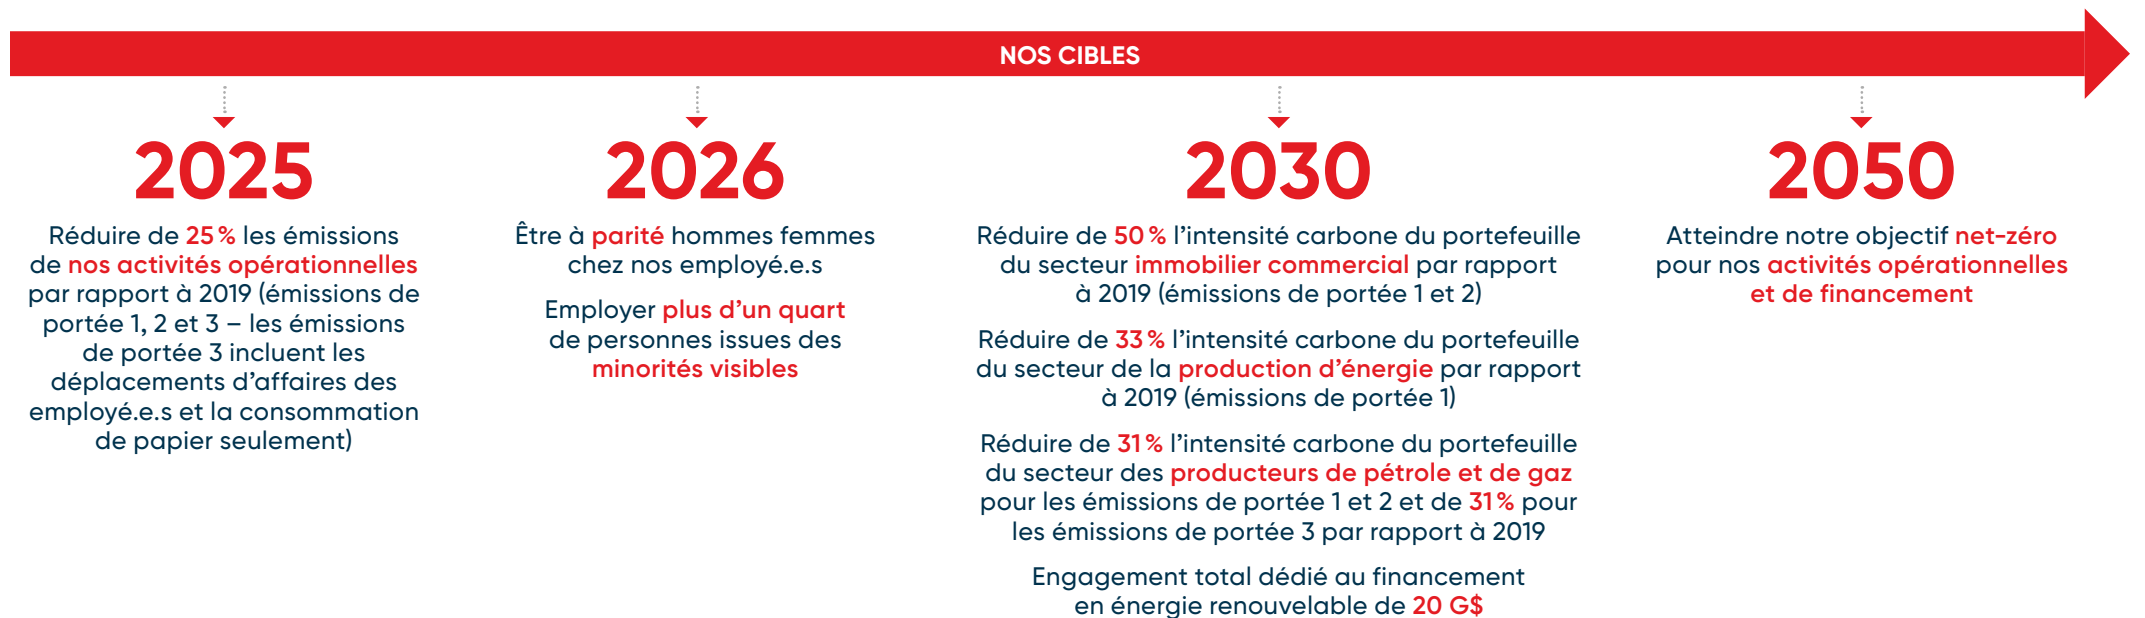 NOS CIBLES
2025
Réduire de 25 % les émissions
de nos activités opérationnelles
par rapport à 2019 (émissions de
portée 1, 2 et 3 – les émissions
de portée 3 incluent les
déplacements d’affaires des
employé.e.s et la consommation
de papier seulement)
2026
Être à parité hommes femmes
chez nos employé.e.s
Employer plus d’un quart
de personnes issues des
minorités visibles
2030
Réduire de 50 % l’intensité carbone du portefeuille
du secteur immobilier commercial par rapport
à 2019 (émissions de portée 1 et 2)
Réduire de 33 % l’intensité carbone du portefeuille
du secteur de la production d’énergie par rapport
à 2019 (émissions de portée 1)
Réduire de 31 % l’intensité carbone du portefeuille
du secteur des producteurs de pétrole et de gaz
pour les émissions de portée 1 et 2 et de 31 % pour
les émissions de portée 3 par rapport à 2019
Engagement total dédié au financement
en énergie renouvelable de 20 G$
2050
Atteindre notre objectif net-zéro
pour nos activités opérationnelles
et de financement